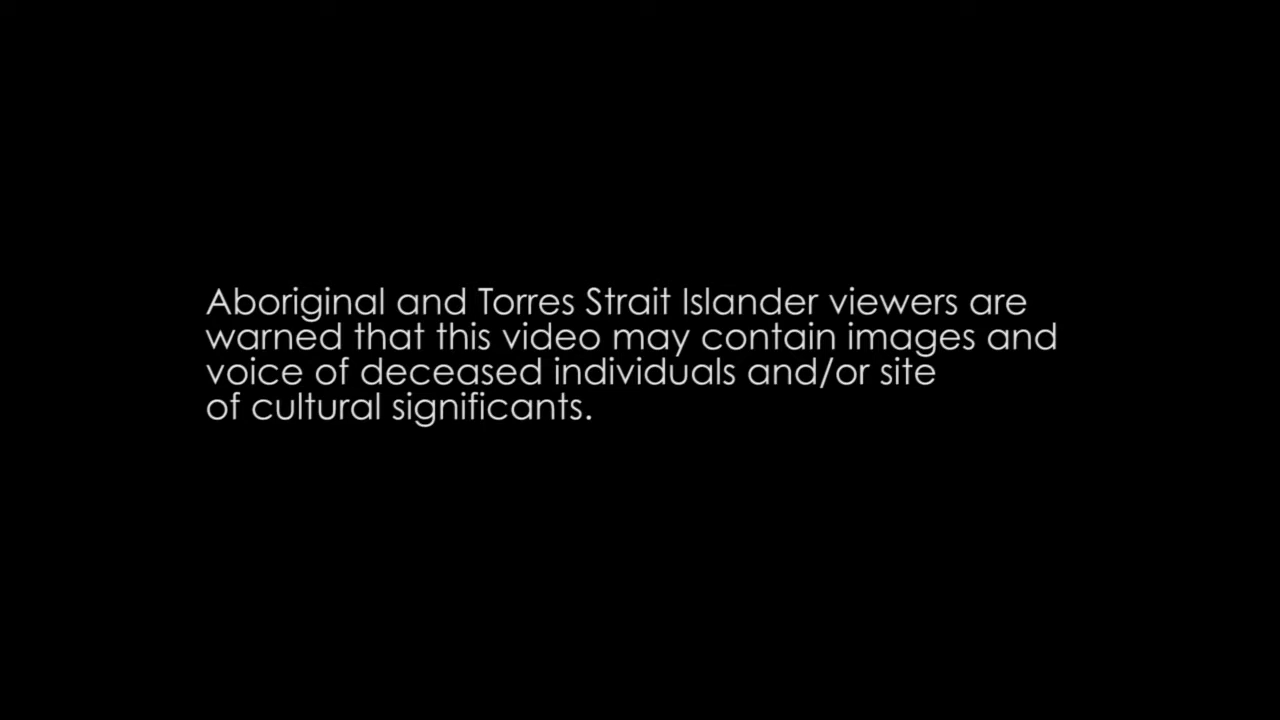 Aboriginal and Torres Strait Islander viewers are
warned that this video may contain images and
voice of deceased individuals and/or site
of cultural significants.